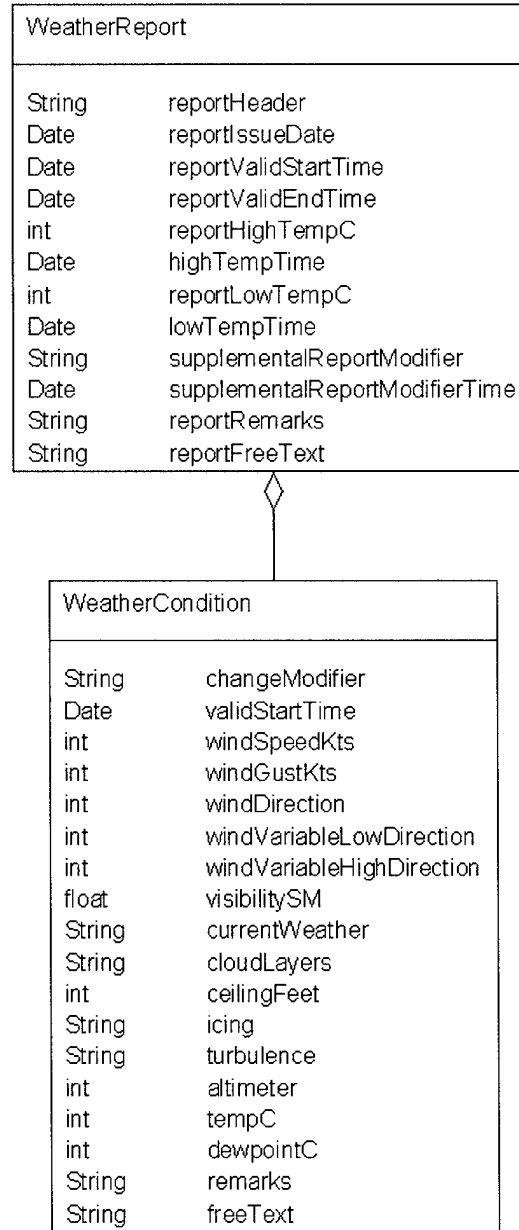 WeatherReport
String reportHeader
Date reportIssueDate
Date reportValidStartTime
Date reportValidEndTime
int reportHighTempC
Date highTempTime
int reportLowTempC
Date lowTempTime
String supplementalReportModifier
Date supplementalReportModifierTime
String reportRemarks
String reportFreeText
WeatherCondition
String changeModifier
Date validStartTime
int windSpeedKts
int windGustKts
int windDirection
int windVariableLowDirection
int windVariableHighDirection
float visibilitySM
String currentWeather
String cloudLayers
int ceilingFeet
String icing
String turbulence
int altimeter
int tempC
int dewpointC
String remarks
String freeText